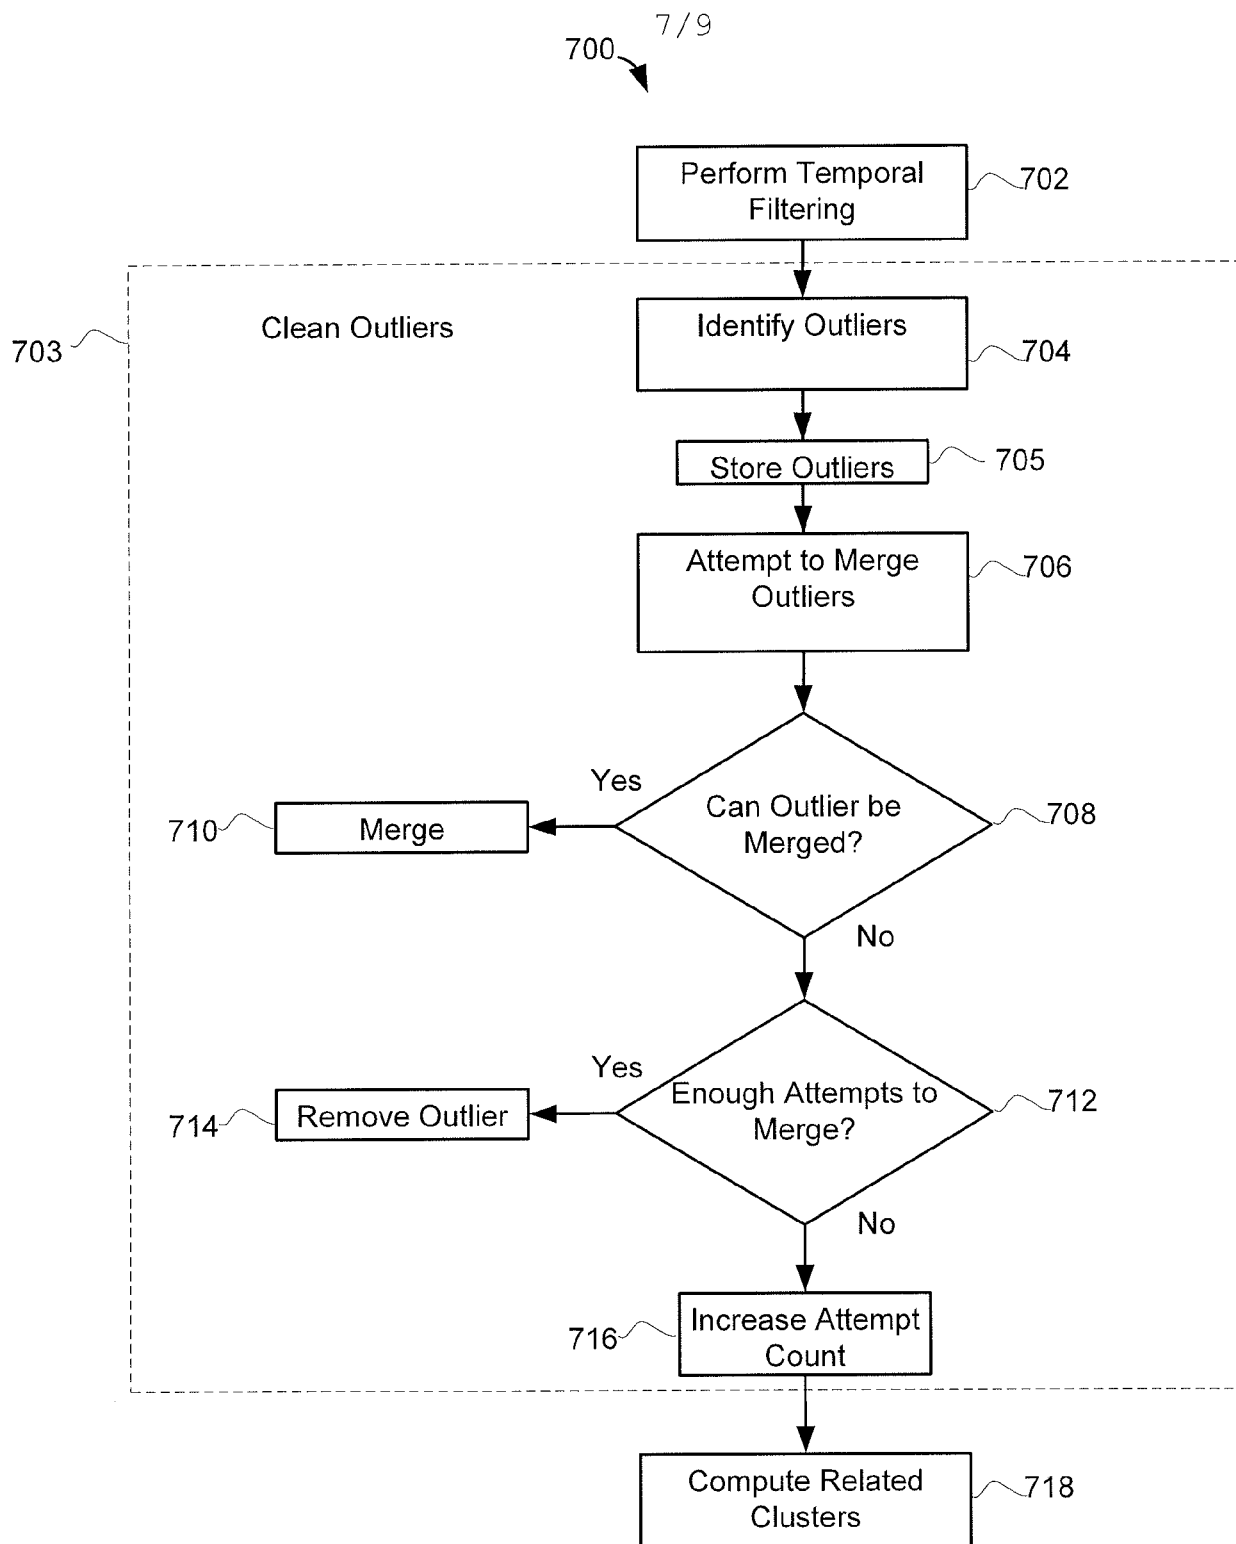 7/9
700
Perform Temporal
Filtering
702
703
Clean Outliers
Identify Outliers
704
Store Outliers
705
Attempt to Merge
Outliers
706
Yes
Can Outlier be
Merged?
708
710
Merge
No
Yes
Enough Attempts to
Merge?
712
714
Remove Outlier
No
716
Increase Attempt
Count
Compute Related
Clusters
718